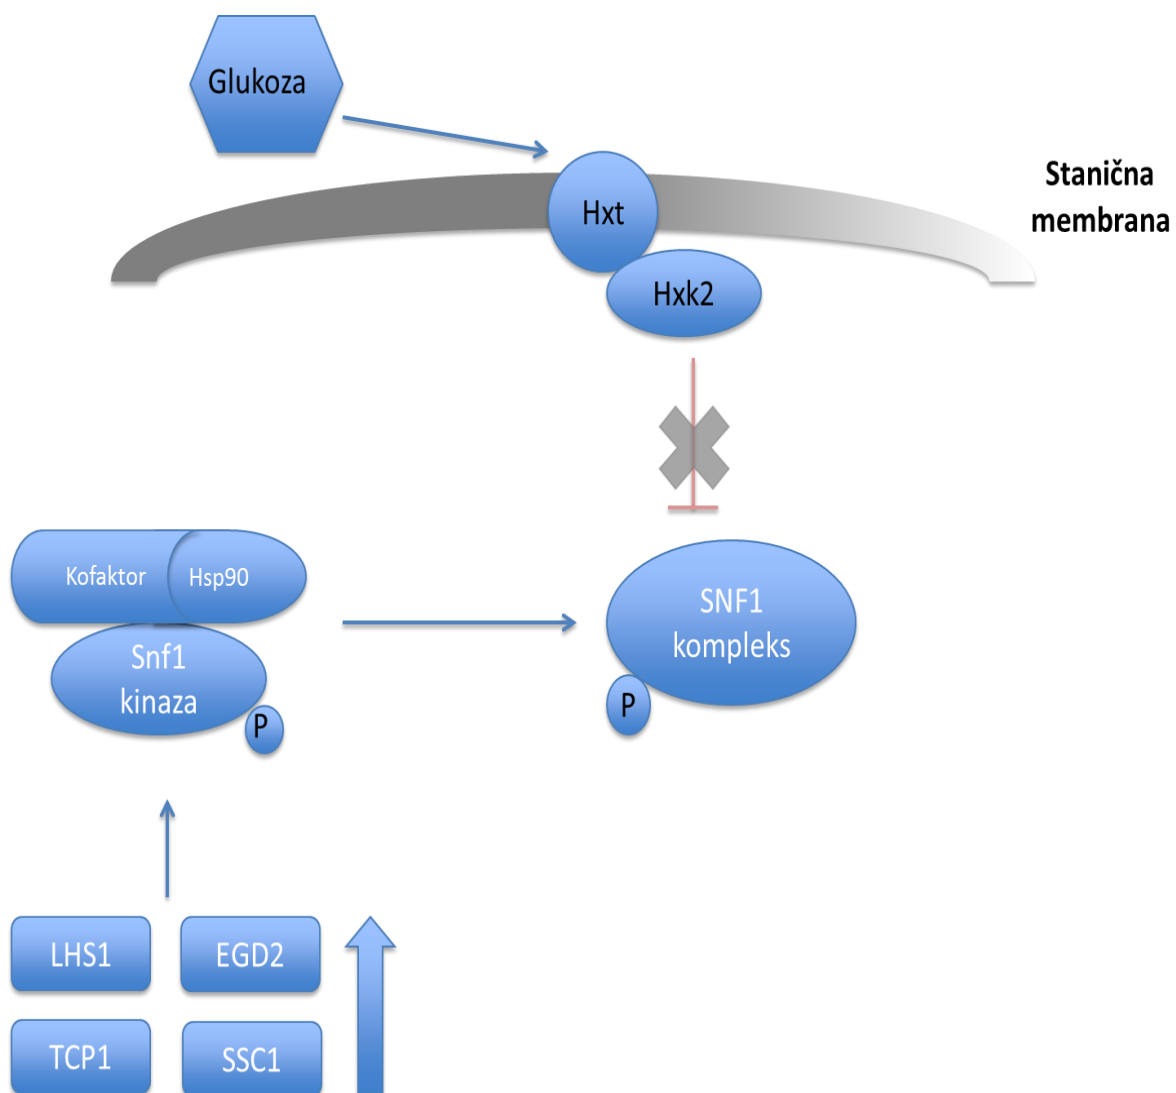 Glukoza
Stanična
membrana
Hxt
Hxk2
Kofaktor
Hsp90
Snf1
kinaza
P
SNF1
kompleks
P
LHS1
EGD2
TCP1
SSC1